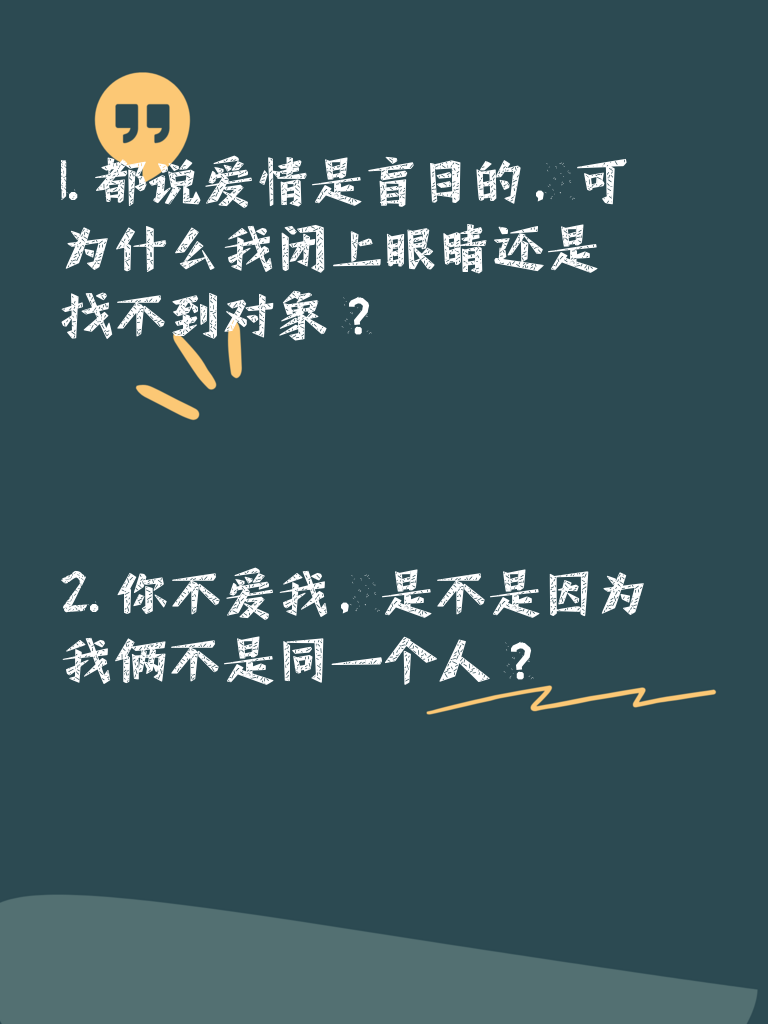 1. 都说爱情是盲目的，可
为什么我闭上眼睛还是
找不到对象？
2. 你不爱我，是不是因为
我俩不是同一个人？